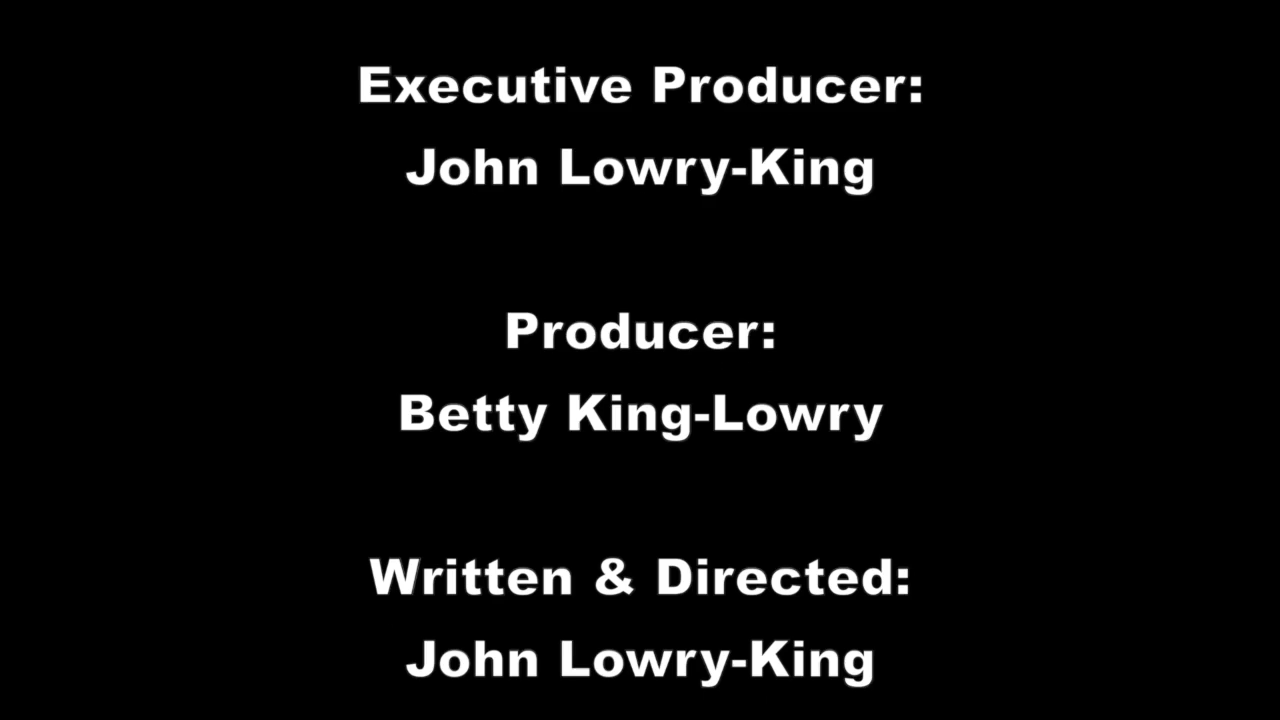 Executive Producer:
John Lowry-King
Producer:
Betty King-Lowry
Written & Directed:
John Lowry-King